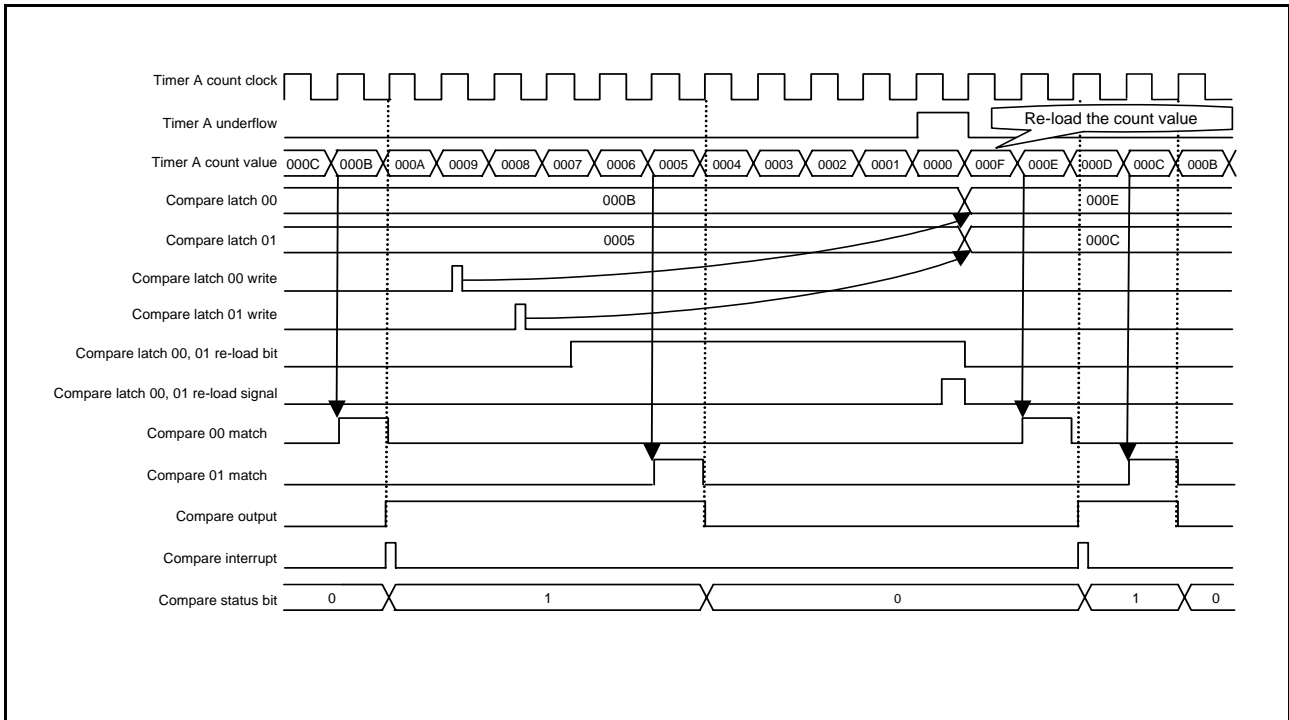 Timer A count clock
Timer A underflow
Re-load the count value
Timer A count value 000C 000B 000A 0009 0008 0007 0006 0005 0004 0003 0002 0001 0000 000F 000E 000D 000C 000B
Compare latch 00 000B 000E
Compare latch 01 0005 000C
Compare latch 00 write
Compare latch 01 write
Compare latch 00, 01 re-load bit
Compare latch 00, 01 re-load signal
Compare 00 match
Compare 01 match
Compare output
Compare interrupt
Compare status bit 0 1 0 1 0